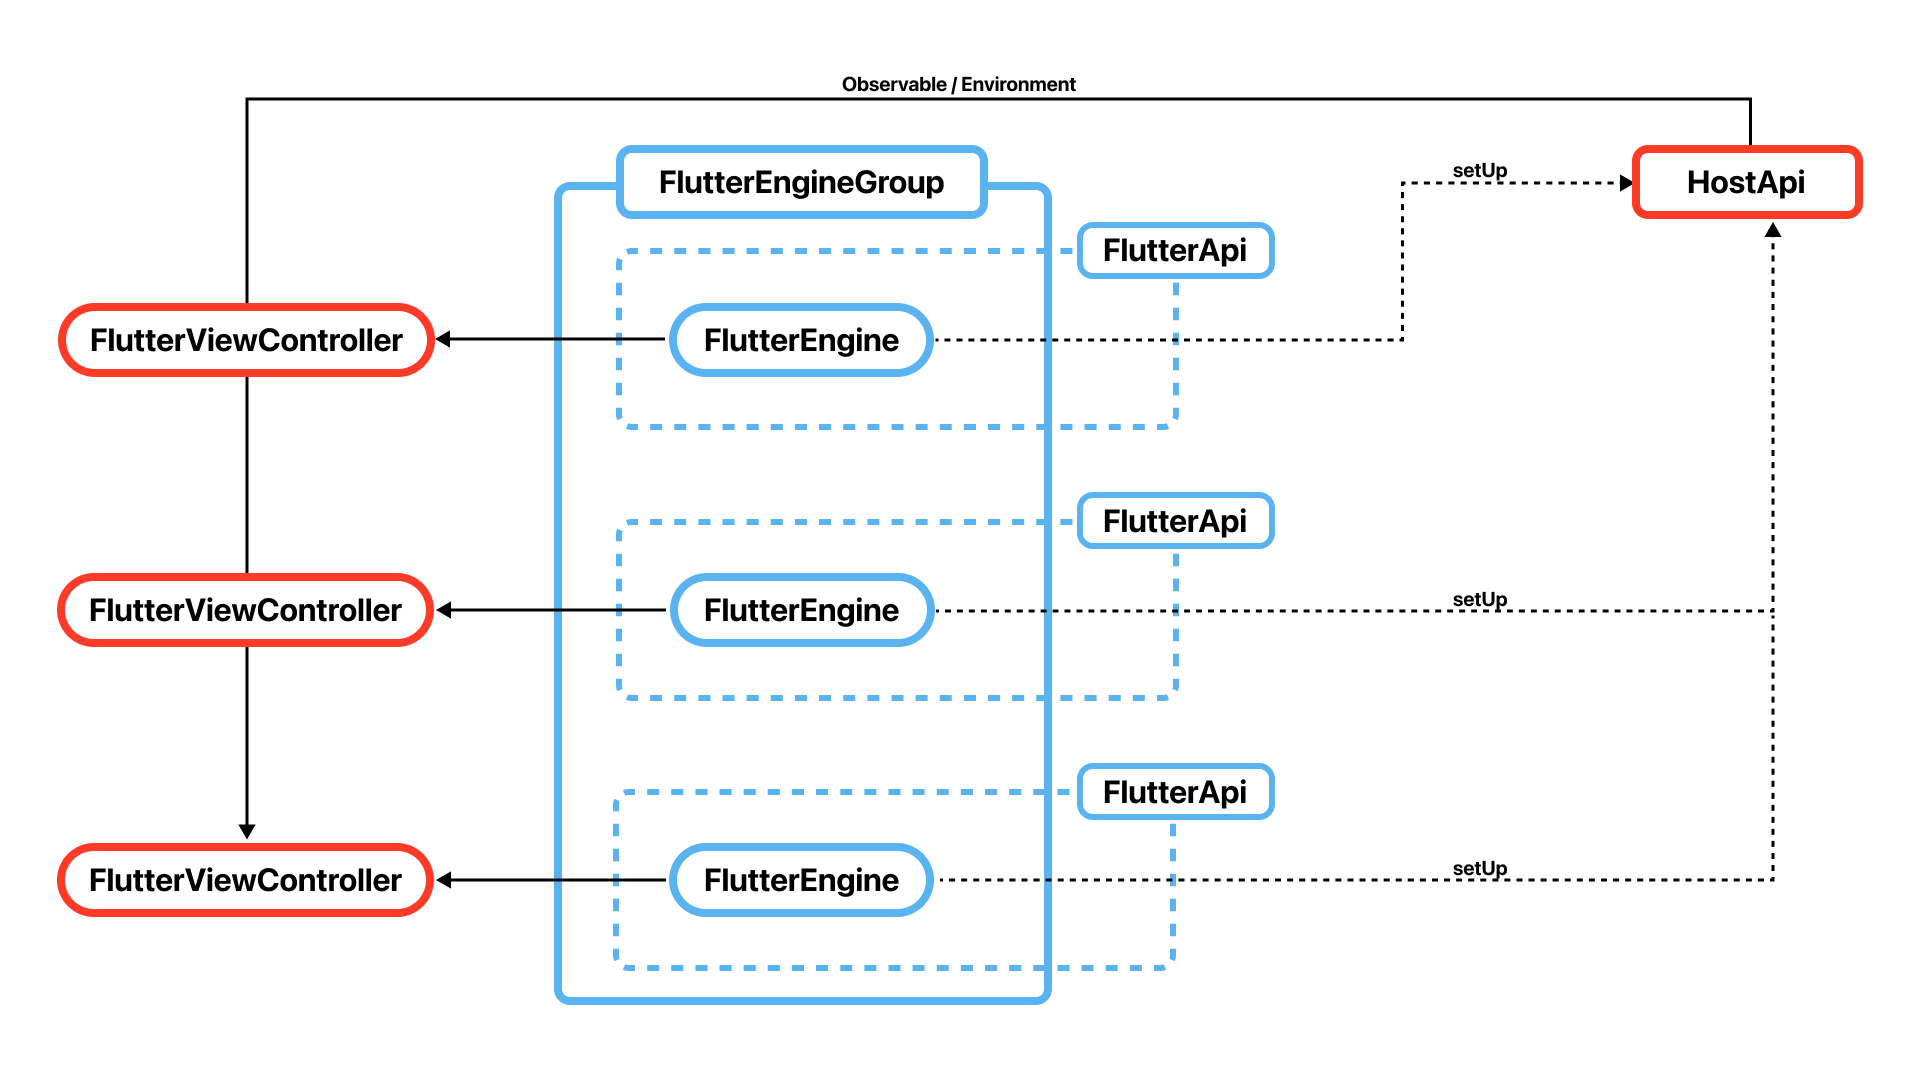 Observable / Environment
FlutterEngineGroup
setUp
HostApi
FlutterApi
FlutterViewController
FlutterEngine
FlutterApi
FlutterViewController
FlutterEngine
setUp
FlutterApi
FlutterViewController
FlutterEngine
setUp